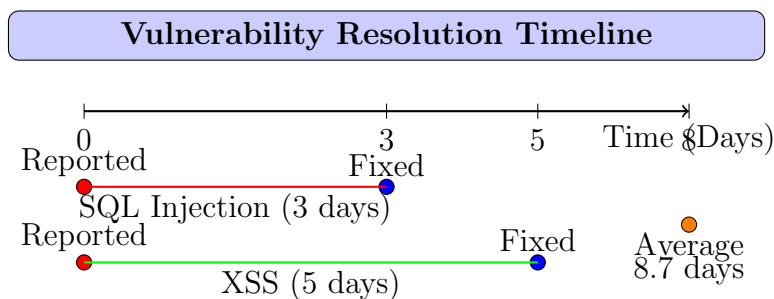 Vulnerability Resolution Timeline
0 3 5 8
Time (Days)
Reported
Fixed
SQL Injection (3 days)
Reported
Fixed
XSS (5 days)
Average
8.7 days